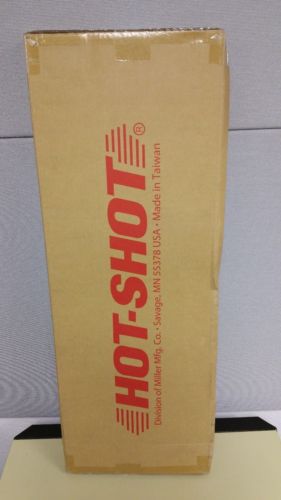 HOT-SHOT®
Division of Miller Mfg. Co. • Savage, MN 55378 USA • Made in Taiwan